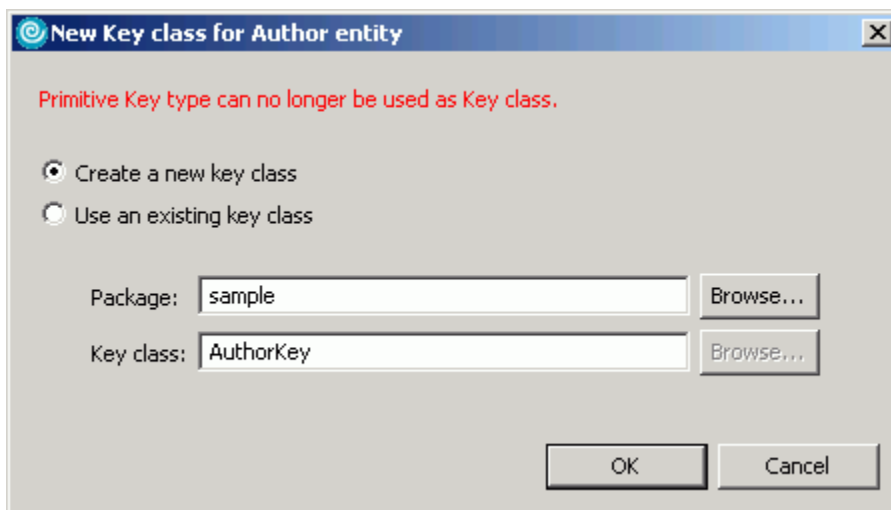 New Key class for Author entity
Primitive Key type can no longer be used as Key class.
Create a new key class
Use an existing key class
Package: sample Browse...
Key class: AuthorKey Browse...
OK Cancel